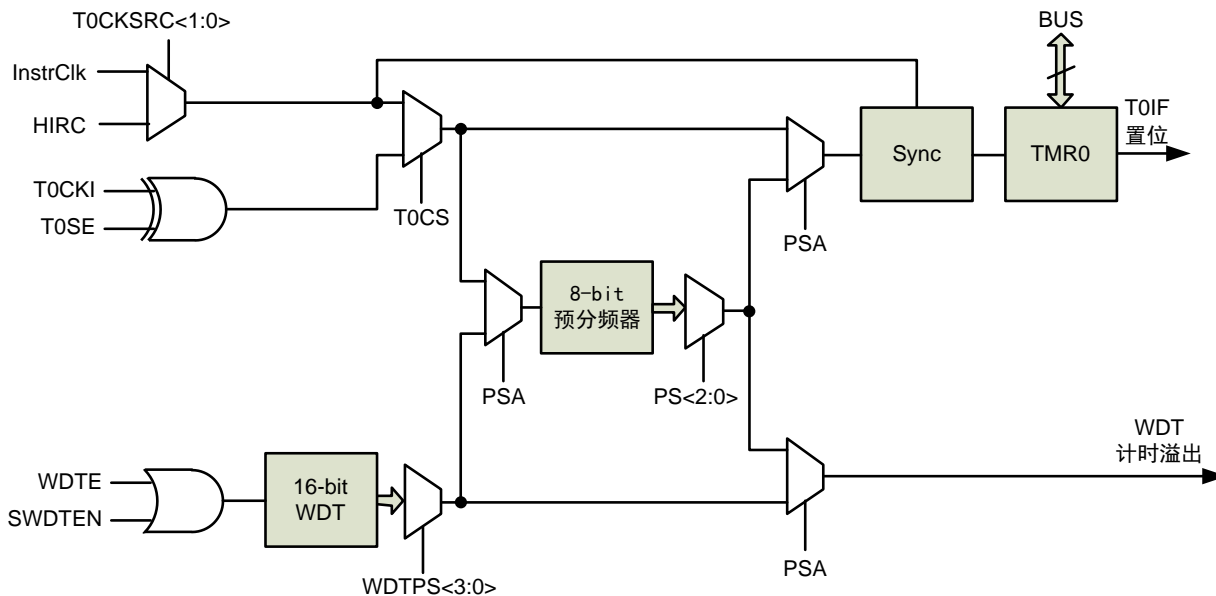 T0CKSRC<1:0>
BUS
InstrClk
HIRC
T0IF
置位
Sync
TMR0
T0CKI
T0SE
T0CS
PSA
8-bit
预分频器
PSA
PS<2:0>
WDT
计时溢出
WDTE
SWDTEN
16-bit
WDT
PSA
WDTPS<3:0>